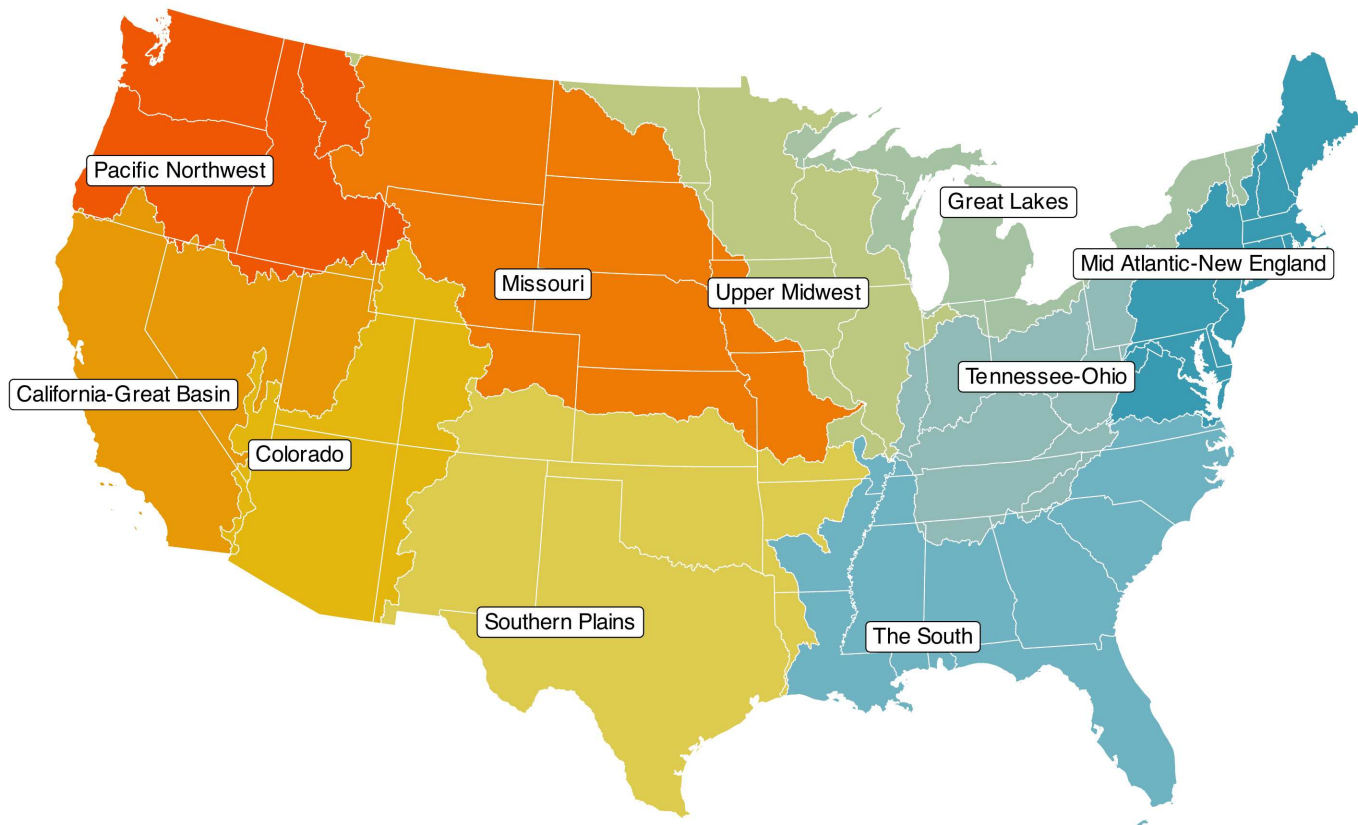 Pacific Northwest
Great Lakes
Mid Atlantic-New England
Missouri
Upper Midwest
Tennessee-Ohio
California-Great Basin
Colorado
Southern Plains
The South